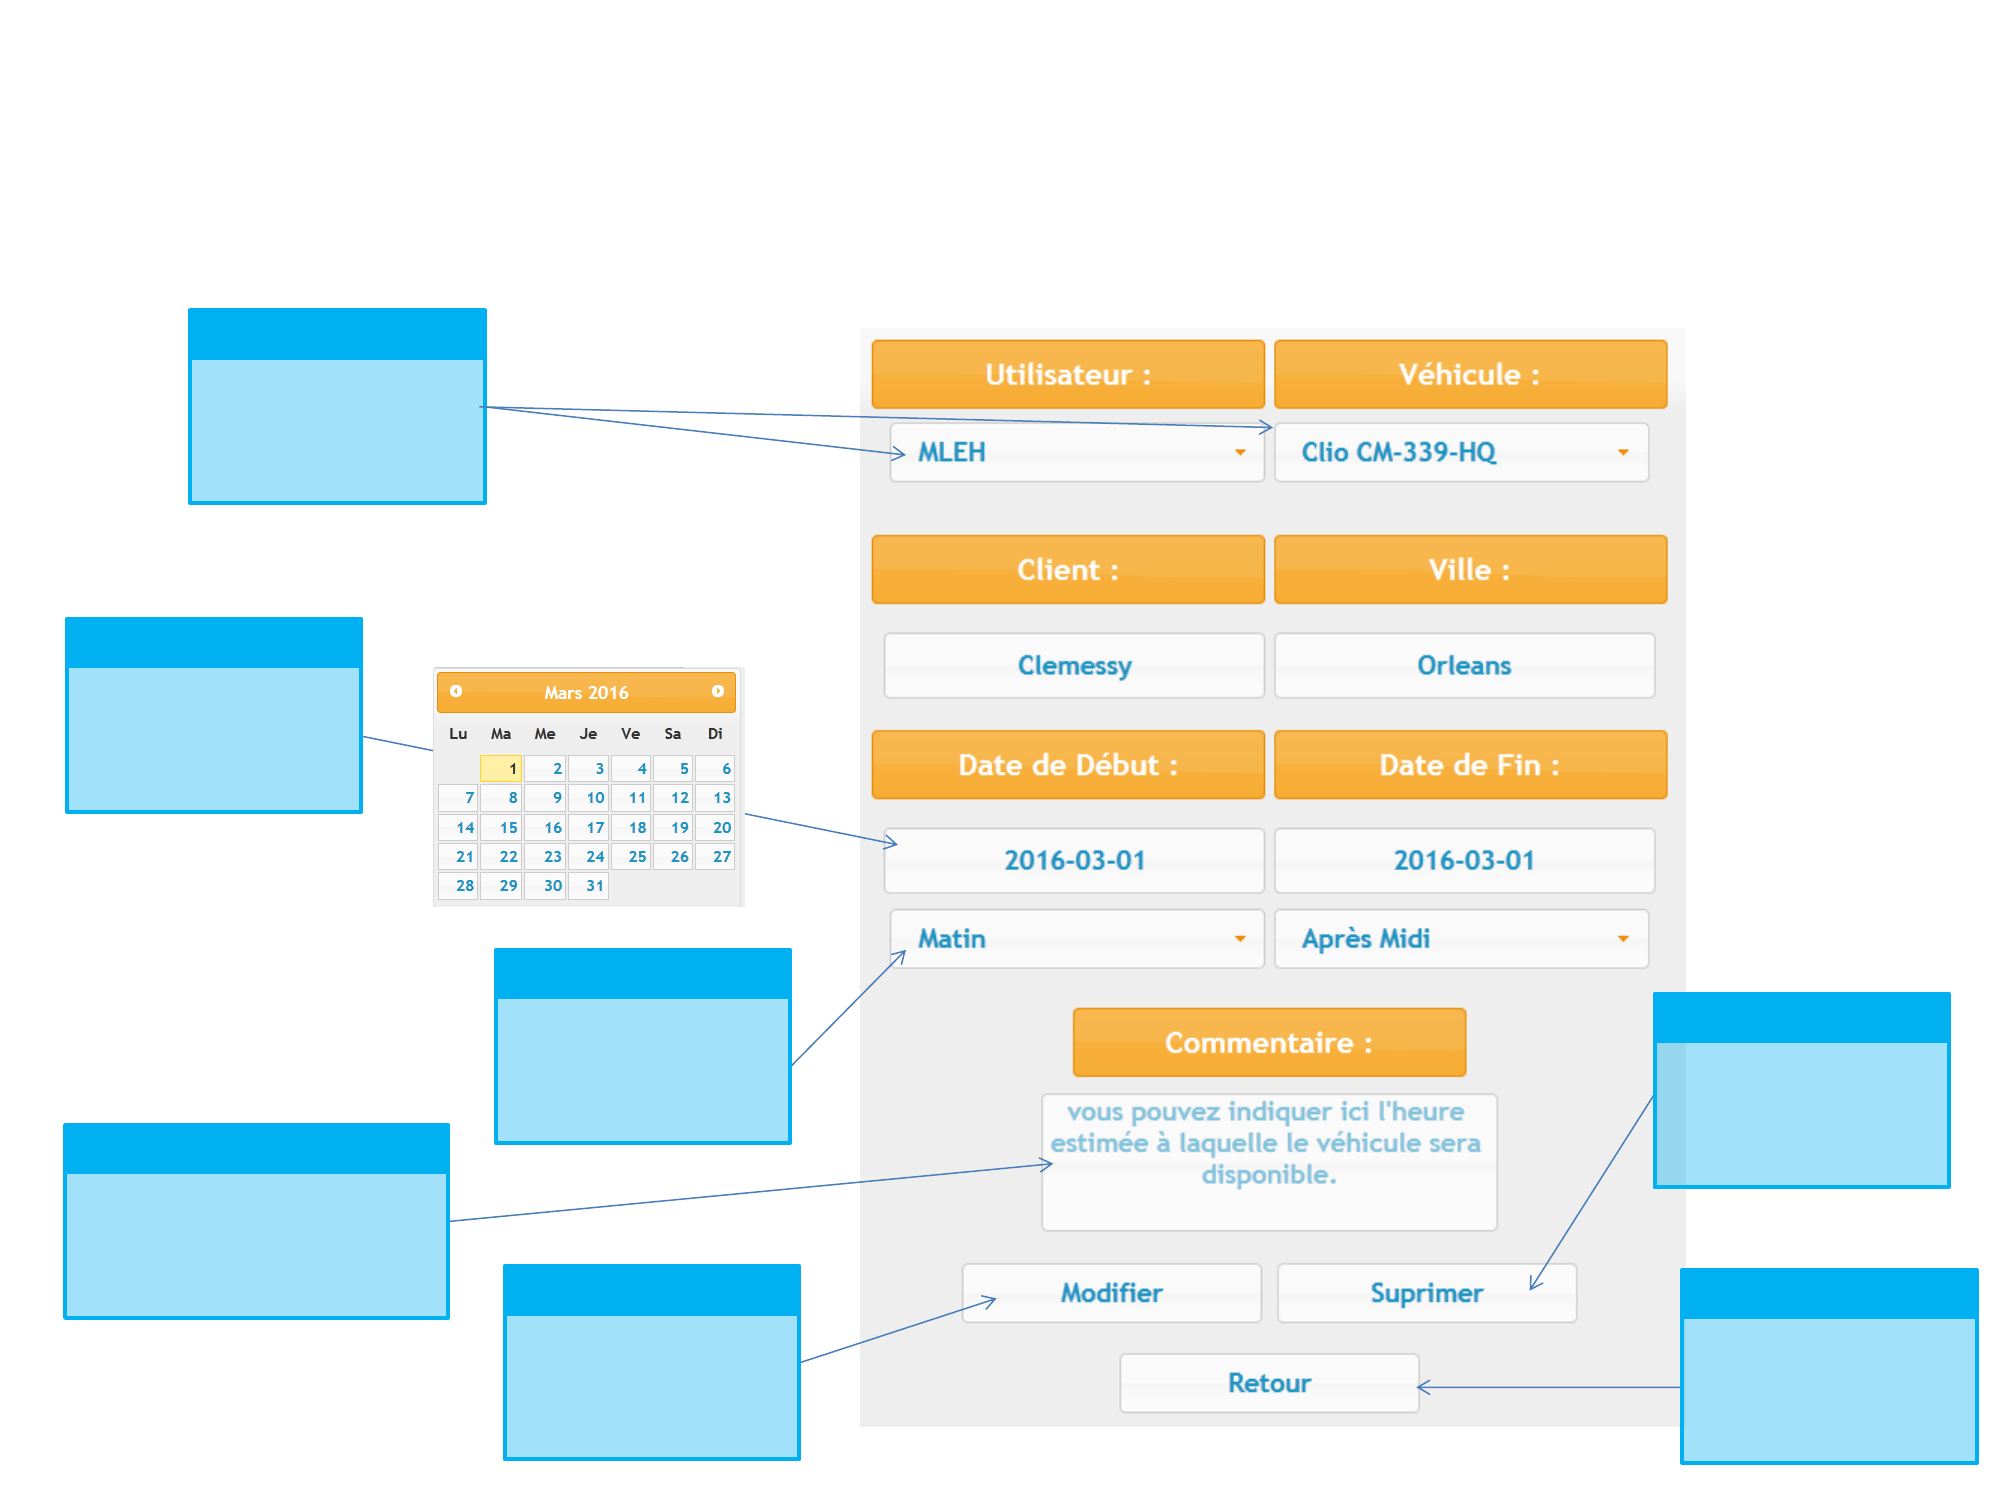 Utilisateur :
Véhicule :
MLEH
Clio CM-339-HQ
Client :
Ville :
Clemessy
Orleans
Mars 2016
Lu Ma Me Je Ve Sa Di
1 2 3 4 5 6
7 8 9 10 11 12 13
14 15 16 17 18 19 20
21 22 23 24 25 26 27
28 29 30 31
Date de Début :
Date de Fin :
2016-03-01
2016-03-01
Matin
Après Midi
Commentaire :
vous pouvez indiquer ici l'heure
estimée à laquelle le véhicule sera
disponible.
Modifier
Suprimer
Retour